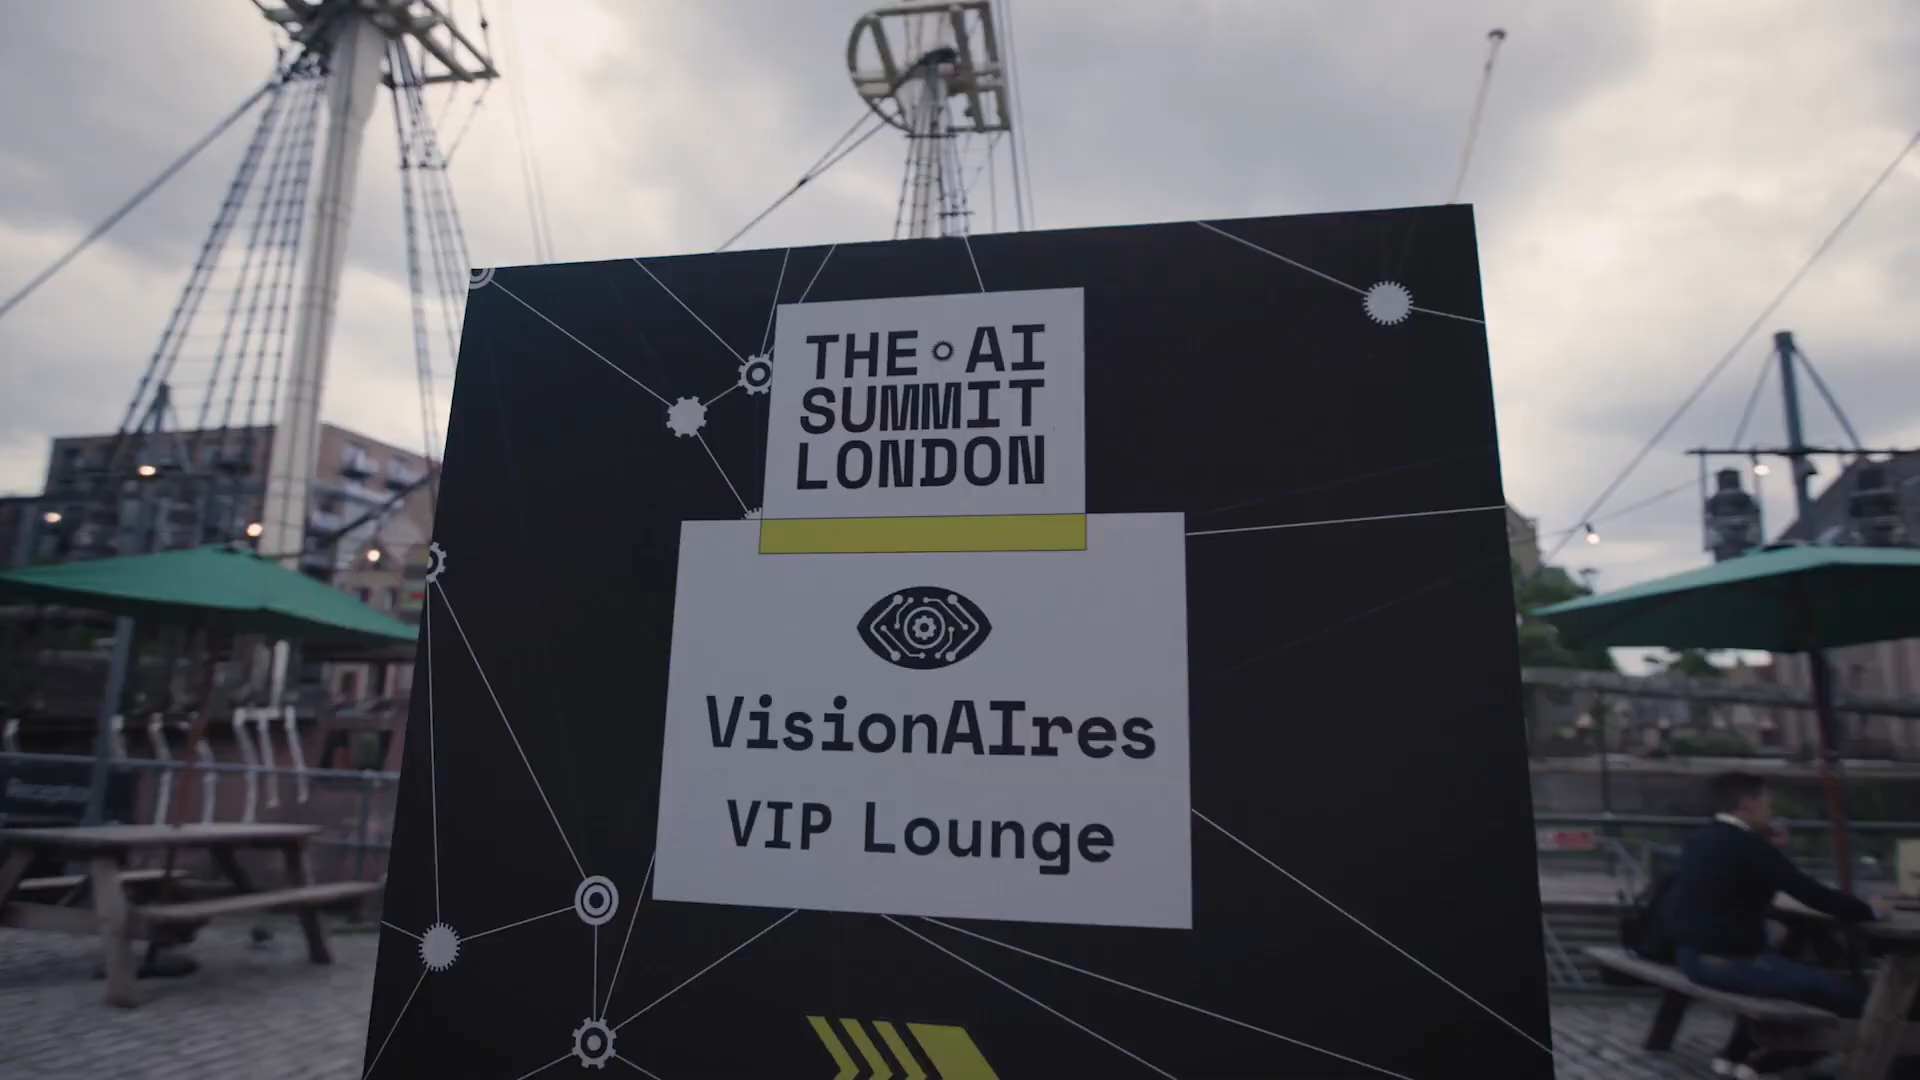 THE AI
SUMMIT
LONDON
VisionAIres
VIP Lounge